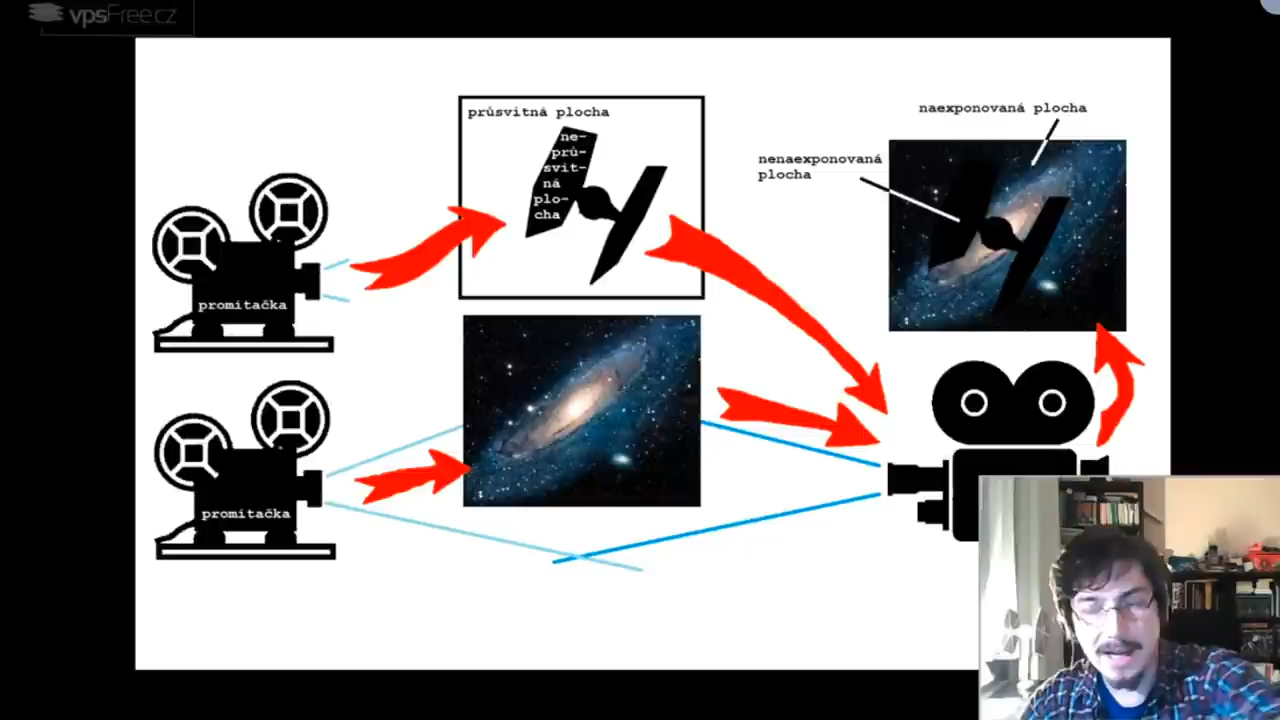 vpsFree.cz
průsvitná plocha
ne-
prů-
svit-
ná
plo-
cha
naexponovaná plocha
nenaexponovaná
plocha
promítačka
promítačka